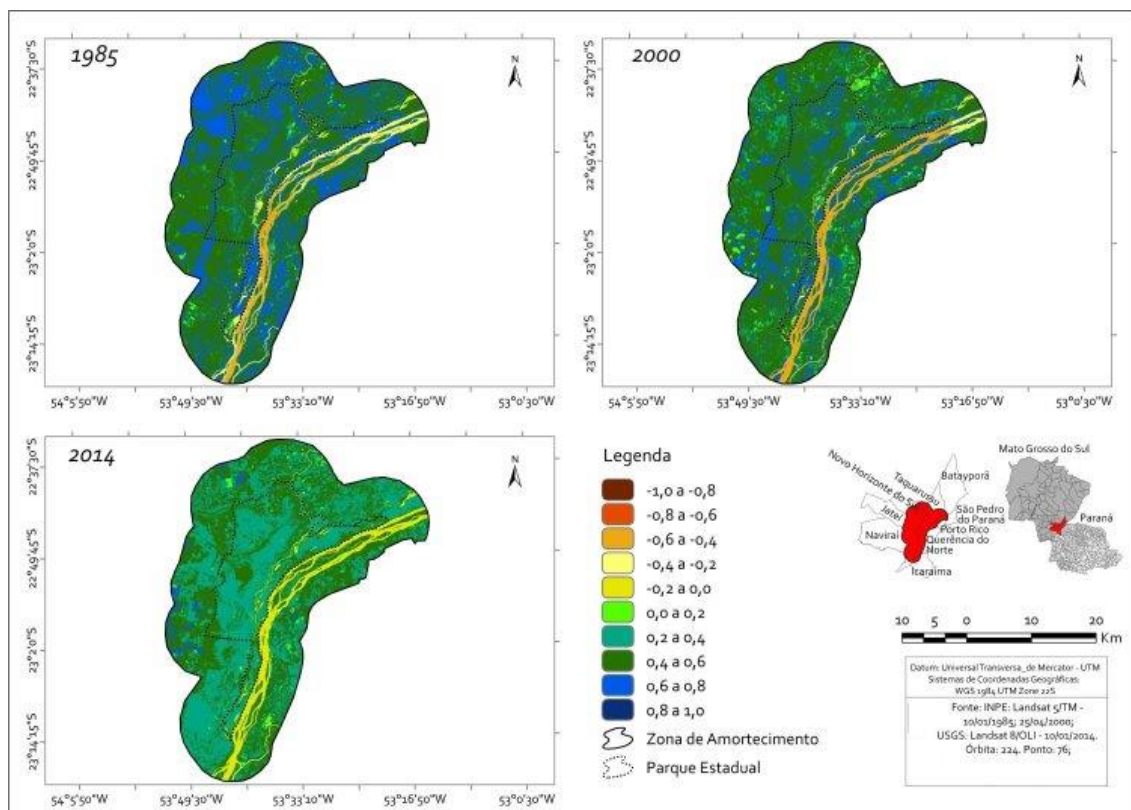 1985
N
22°37'30"S
22°49'45"S
23°2'0"S
23°14'15"S
54°5'50"W
53°49'30"W
53°33'10"W
53°16'50"W
53°0'30"W
2000
N
22°37'30"S
22°49'45"S
23°2'0"S
23°14'15"S
54°5'50"W
53°49'30"W
53°33'10"W
53°16'50"W
53°0'30"W
2014
N
22°37'30"S
22°49'45"S
23°2'0"S
23°14'15"S
54°5'50"W
53°49'30"W
53°33'10"W
53°16'50"W
53°0'30"W
Legenda
-1,0 a -0,8
-0,8 a -0,6
-0,6 a -0,4
-0,4 a -0,2
-0,2 a 0,0
0,0 a 0,2
0,2 a 0,4
0,4 a 0,6
0,6 a 0,8
0,8 a 1,0
Zona de Amortecimento
Parque Estadual
Novo Horizonte do
Taquarussu
Batayporã
Jateí
São Pedro
do Paraná
Porto Rico
Naviraí
Querência do
Norte
Icaraíma
Mato Grosso do Sul
Paraná
10 5 0 10 20
Km
Datum: Universal Transversa_de Mercator - UTM
Sistemas de Coordenadas Geográficas:
WGS 1984 UTM Zone 22S
Fonte: INPE: Landsat 5/TM -
10/01/1985; 25/04/2000;
USGS: Landsat 8/OLI - 10/01/2014.
Órbita: 224. Ponto: 76;